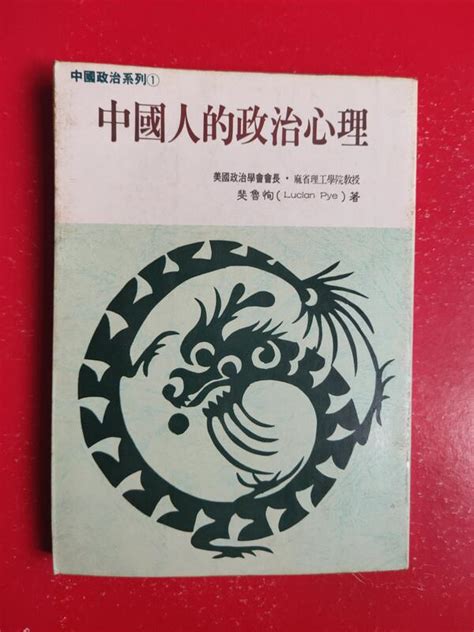 中國政治系列①
中國人的政治心理
美國政治學會會長・麻省理工學院教授
裴魯恂(Lucian Pye)著